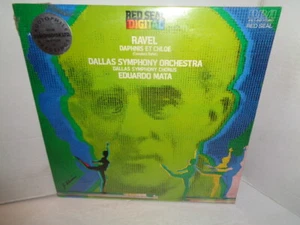 RED SEAL
DIGITAL
RAVEL
DAPHNIS ET CHLOE
DALLAS SYMPHONY ORCHESTRA
DALLAS SYMPHONY CHORUS
EDUARDO MATA
RCA
RED SEAL